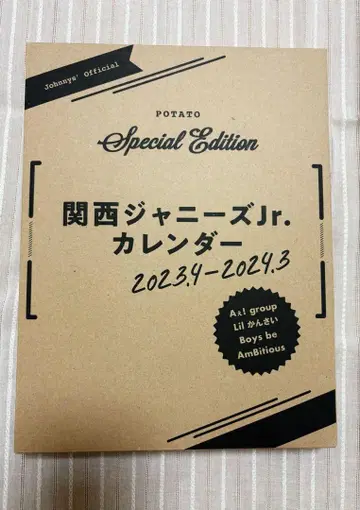 Johnnys' Official
POTATO
Special Edition
関西ジャニーズJr.
カレンダー
2023.4-2024.3
Aぇ! group
Lil かんさい
Boys be
AmBitious